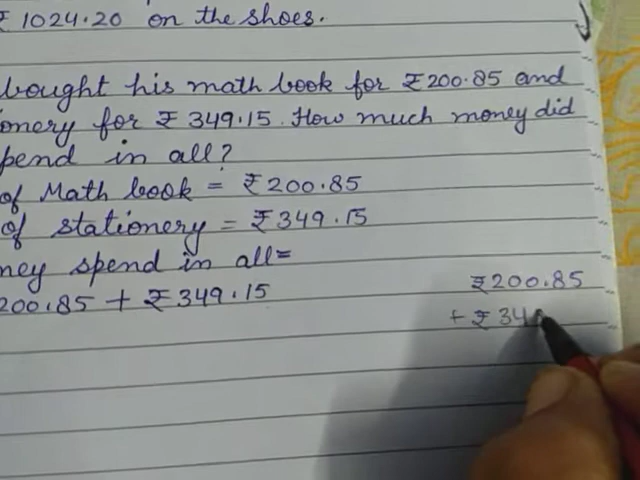 ₹ 1024.20 on the shoes.
bought his math book for ₹200.85 and
onery for ₹ 349.15. How much money did
pend in all?
of Math book = ₹200.85
of stationery = ₹349.15
ney spend in all=
200.85 + ₹349.15
₹200.85
+ ₹34